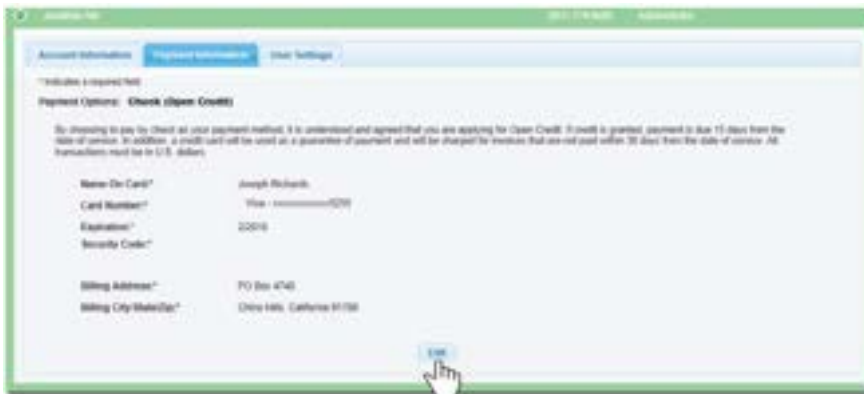 Account Information Payment Information User Settings
* Indicates a required field
Payment Options: Check (Open Credit)
By choosing to pay by check as your payment method, it is understood and agreed that you are applying for Open Credit. If credit is granted, payment is due 15 days from the
date of service. In addition, a credit card will be used as a guarantee of payment and will be charged for invoices that are not paid within 30 days from the date of service. All
transactions must be in U.S. dollars.
Name On Card:* Joseph Richards
Card Number:* Visa -
Expiration:*
Security Code:*
Billing Address:* PO Box 4740
Billing City/State/Zip:* Chino Hills, California
Edit